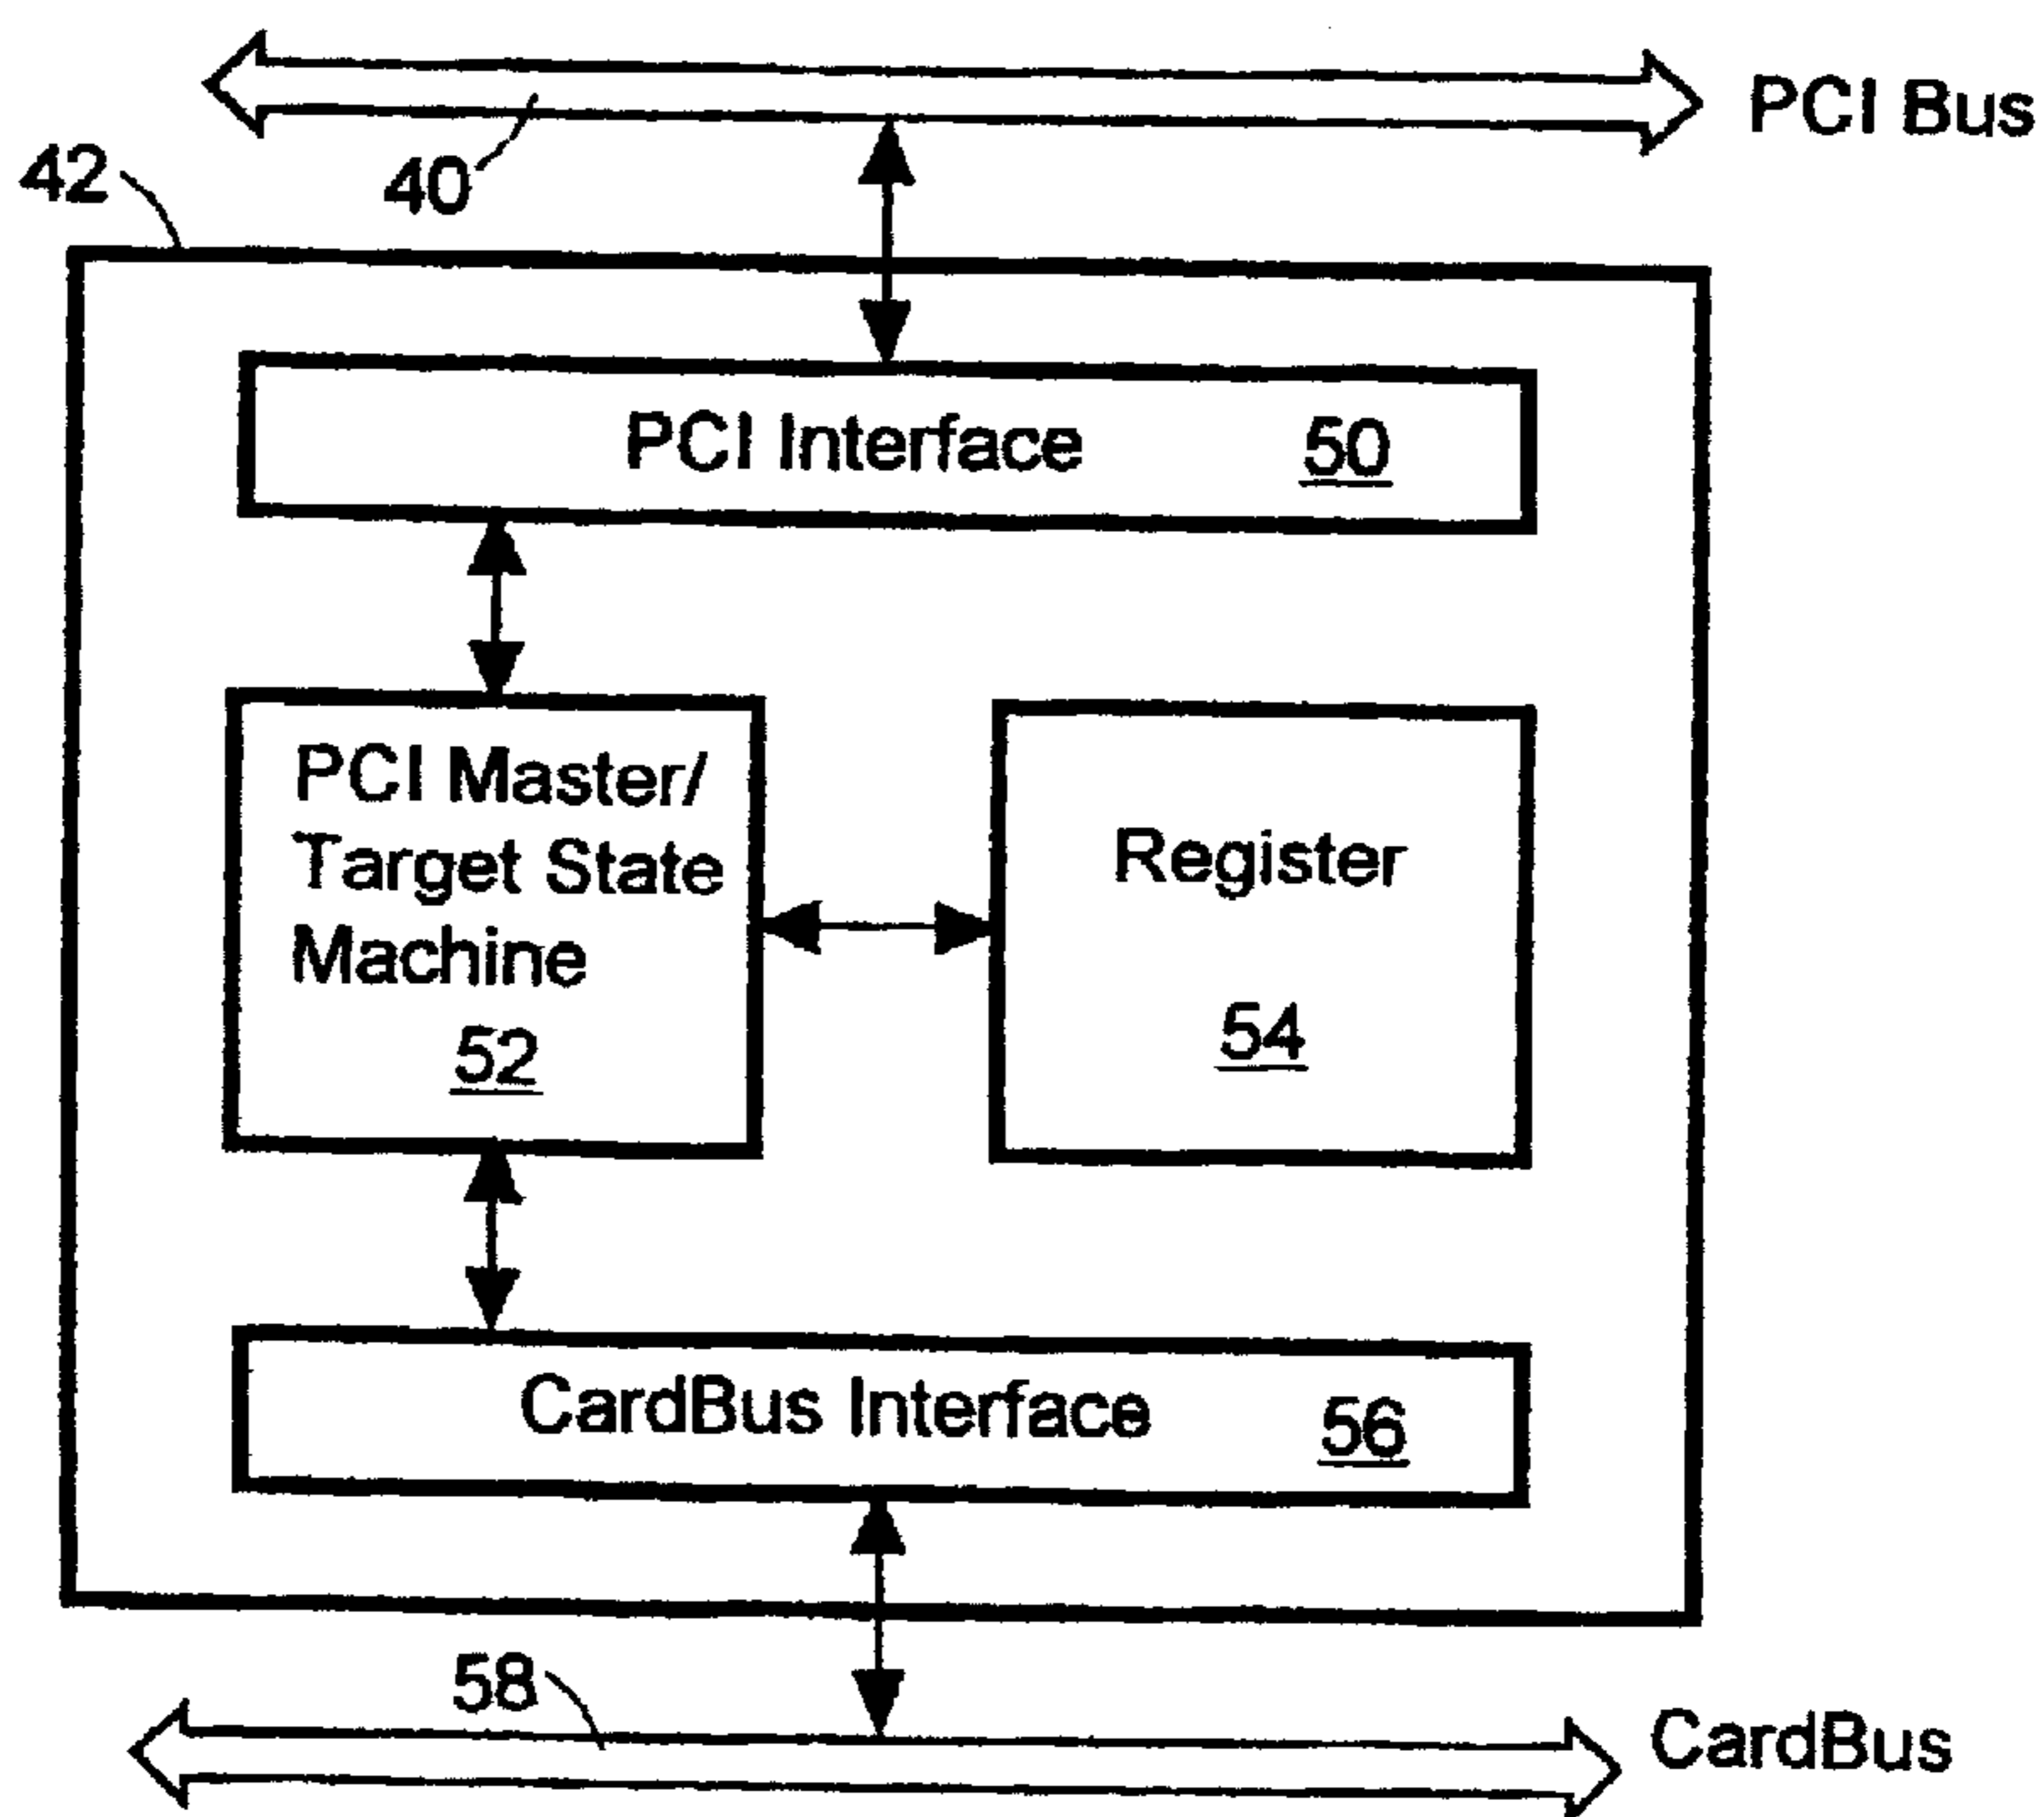 PCI Bus
40
42
PCI Interface 50
PCI Master/
Target State
Machine
52
Register
54
CardBus Interface 56
58
CardBus